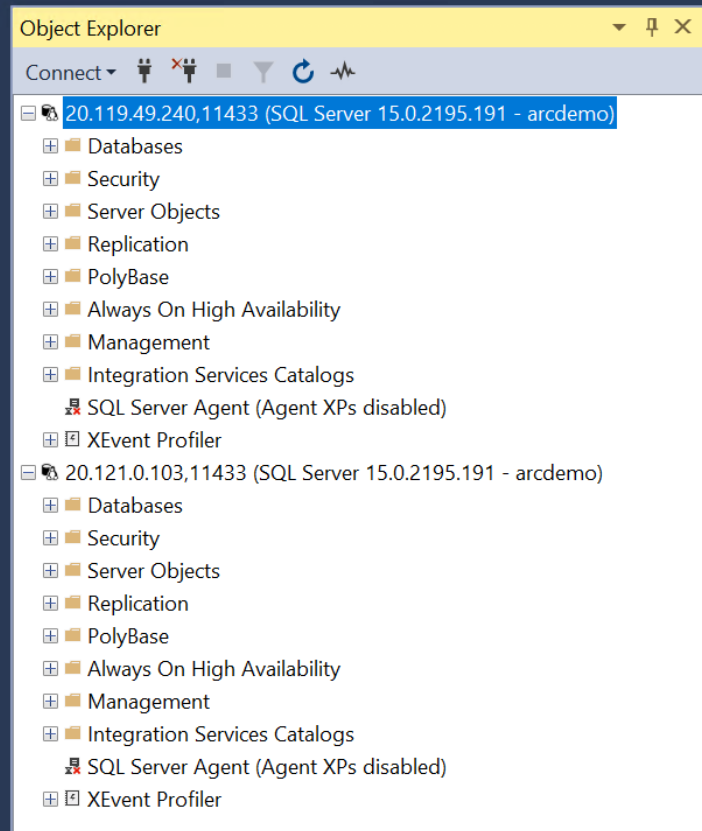 Object Explorer
Connect
20.119.49.240,11433 (SQL Server 15.0.2195.191 - arcdemo)
Databases
Security
Server Objects
Replication
PolyBase
Always On High Availability
Management
Integration Services Catalogs
SQL Server Agent (Agent XPs disabled)
XEvent Profiler
20.121.0.103,11433 (SQL Server 15.0.2195.191 - arcdemo)
Databases
Security
Server Objects
Replication
PolyBase
Always On High Availability
Management
Integration Services Catalogs
SQL Server Agent (Agent XPs disabled)
XEvent Profiler